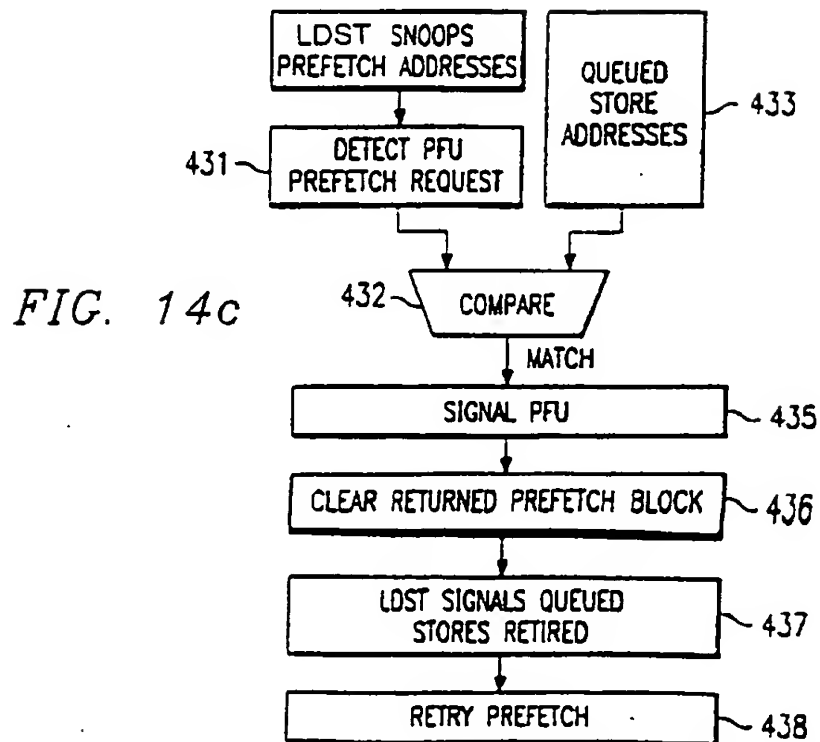 LDST SNOOPS
PREFETCH ADDRESSES
QUEUED
STORE
ADDRESSES
433
431
DETECT PFU
PREFETCH REQUEST
FIG. 14c
432
COMPARE
MATCH
SIGNAL PFU
435
CLEAR RETURNED PREFETCH BLOCK
436
LDST SIGNALS QUEUED
STORES RETIRED
437
RETRY PREFETCH
438